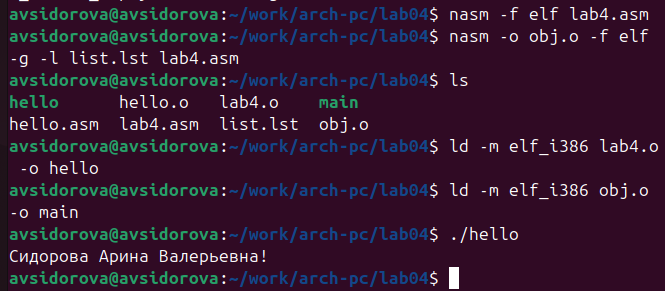 avsidorova@avsidorova:~/work/arch-pc/lab04$ nasm -f elf lab4.asm
avsidorova@avsidorova:~/work/arch-pc/lab04$ nasm -o obj.o -f elf
-g -l list.lst lab4.asm
avsidorova@avsidorova:~/work/arch-pc/lab04$ ls
hello hello.o lab4.o main
hello.asm lab4.asm list.lst obj.o
avsidorova@avsidorova:~/work/arch-pc/lab04$ ld -m elf_i386 lab4.o
-o hello
avsidorova@avsidorova:~/work/arch-pc/lab04$ ld -m elf_i386 obj.o
-o main
avsidorova@avsidorova:~/work/arch-pc/lab04$ ./hello
Сидорова Арина Валерьевна!
avsidorova@avsidorova:~/work/arch-pc/lab04$